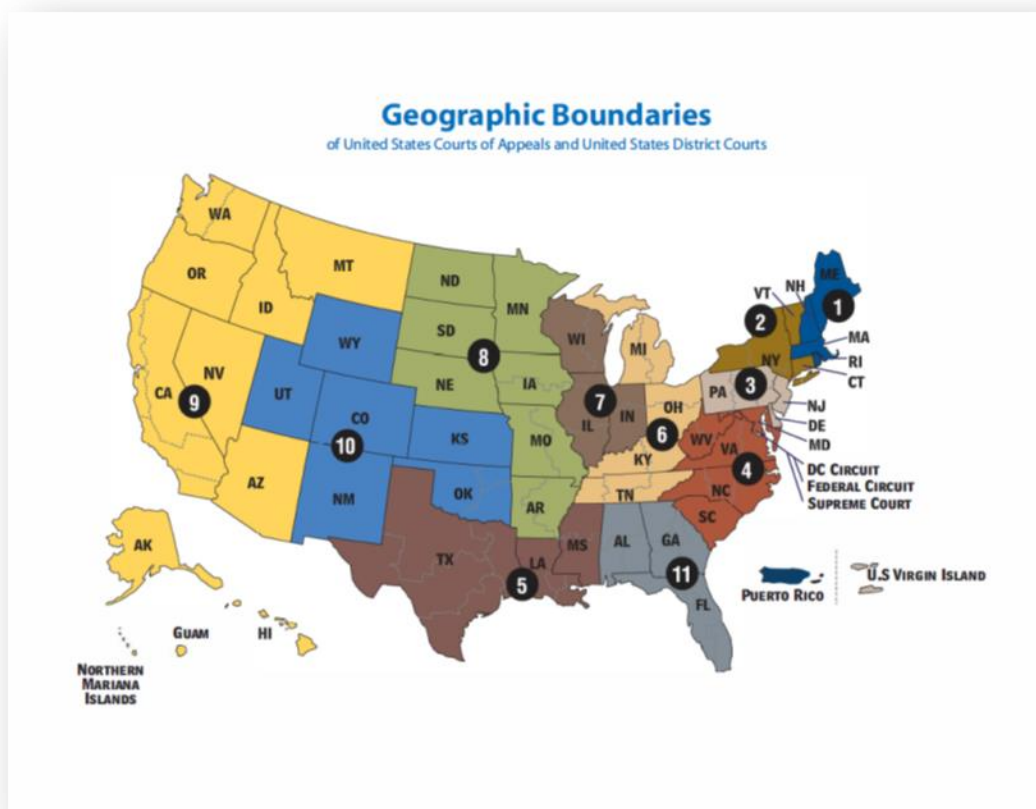 Geographic Boundaries
of United States Courts of Appeals and United States District Courts
WA
OR
ID
MT
WY
NV
CA
9
UT
CO
10
AZ
NM
ND
SD
NE
8
KS
OK
MN
IA
MO
AR
TX
LA
5
MS
WI
IL
7
IN
MI
OH
6
KY
TN
AL
GA
11
FL
VT
NH
ME
1
2
NY
MA
RI
CT
PA
3
NJ
DE
MD
WV
VA
4
NC
SC
DC CIRCUIT
FEDERAL CIRCUIT
SUPREME COURT
AK
GUAM
HI
NORTHERN
MARIANA
ISLANDS
PUERTO RICO
U.S VIRGIN ISLAND